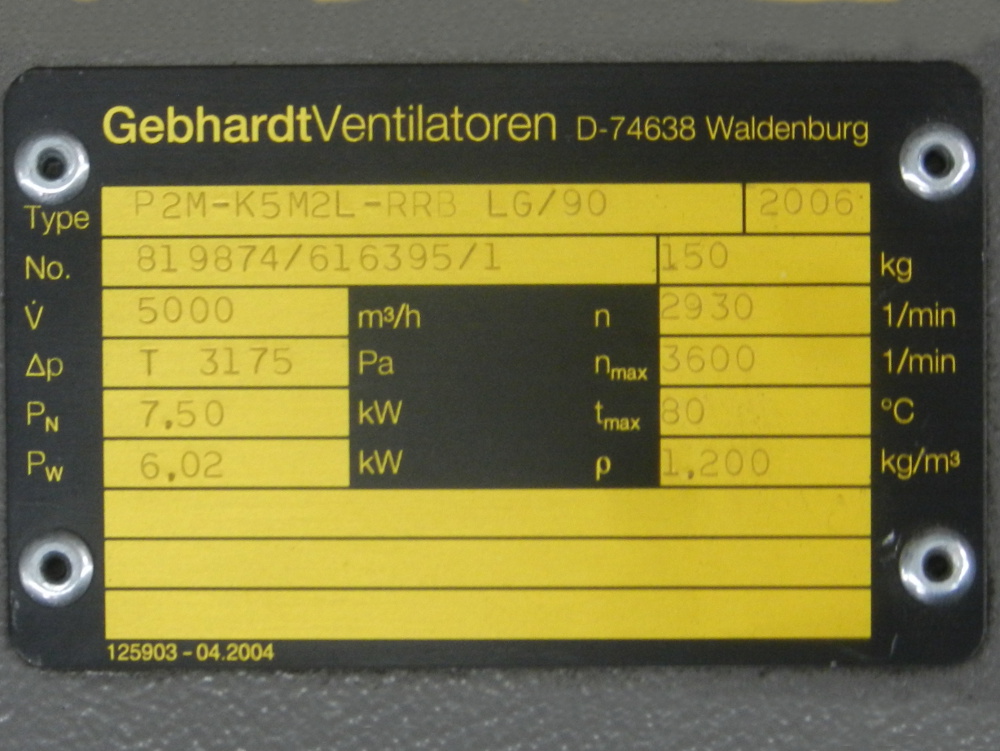 GebhardtVentilatoren D-74638 Waldenburg
Type P2M-K5M2L-RRB LG/90 2006
No. 819874/616395/1 150 kg
V̇ 5000 m³/h n 2930 1/min
Δp T 3175 Pa nmax 3600 1/min
PN 7,50 kW tmax 80 °C
PW 6,02 kW ρ 1,200 kg/m³
125903-04.2004